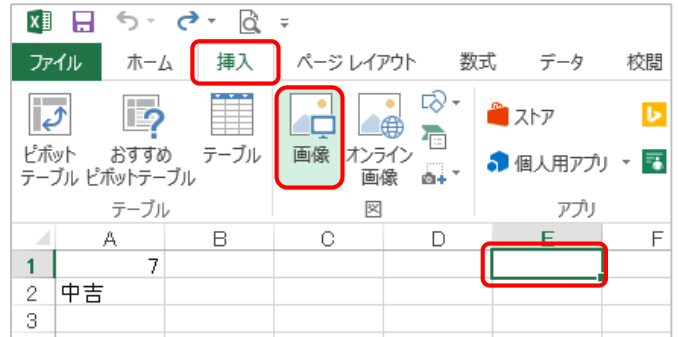 ファイル ホーム 挿入 ページ レイアウト 数式 データ 校閲
ピボット おすすめ テーブル 画像 オンライン ストア
テーブル ピボットテーブル 画像 個人用アプリ
テーブル 図 アプリ
A B C D E F
1 7
2 中吉
3